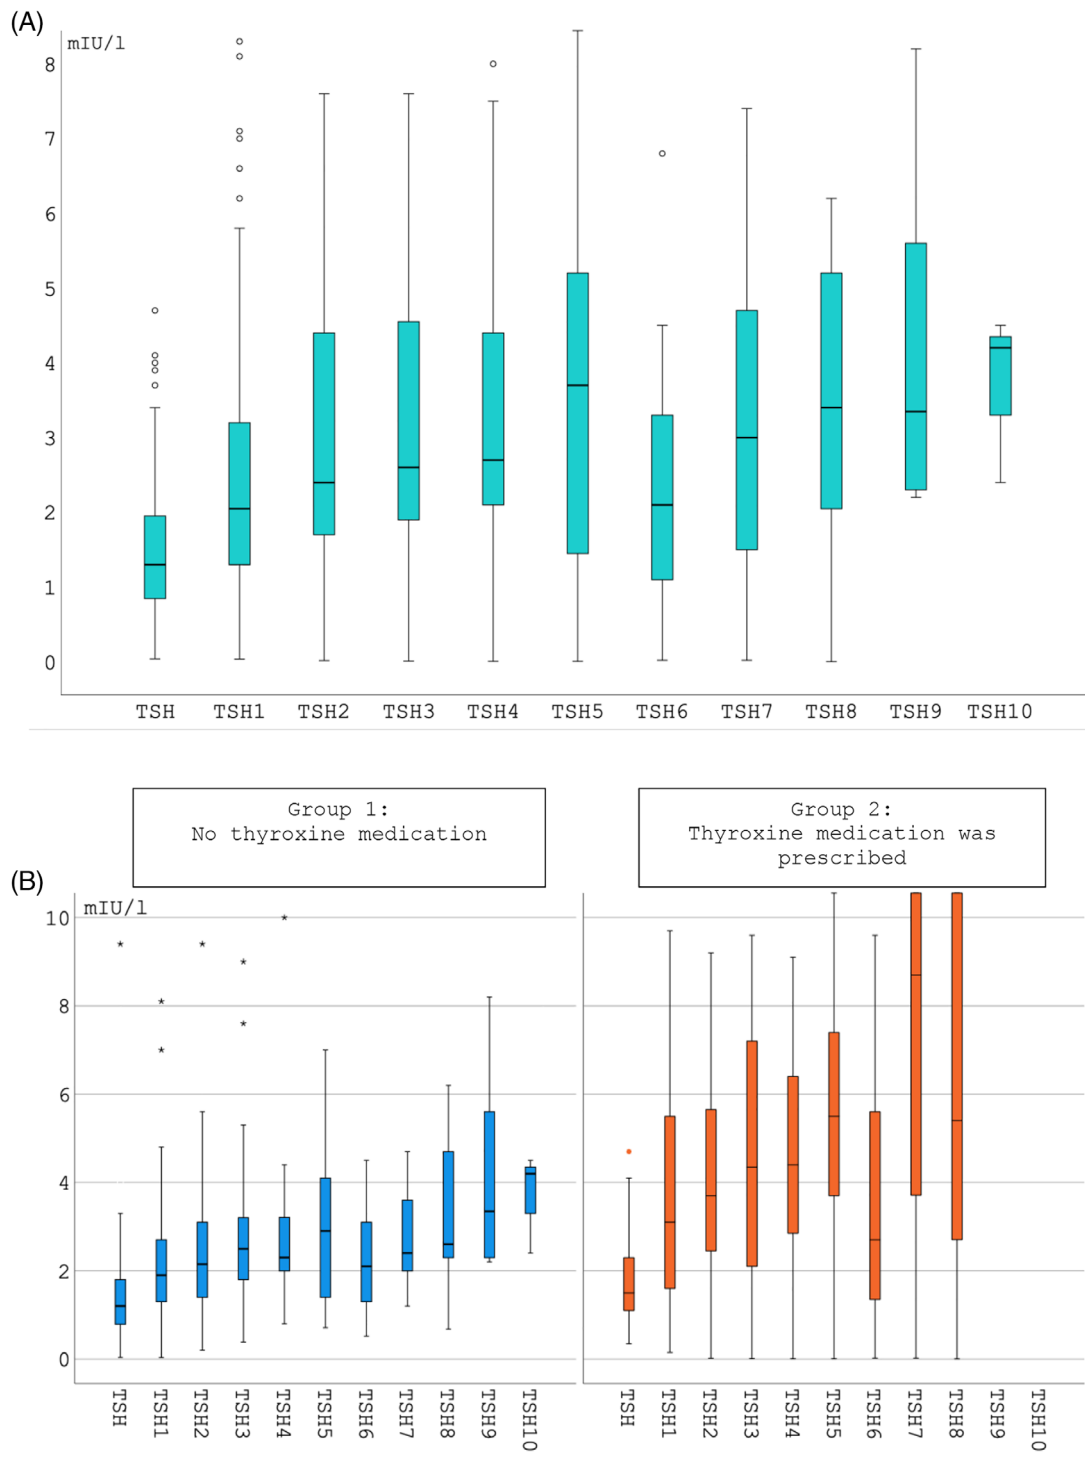 (A)
mIU/l
8
7
6
5
4
3
2
1
0
TSH TSH1 TSH2 TSH3 TSH4 TSH5 TSH6 TSH7 TSH8 TSH9 TSH10
Group 1:
No thyroxine medication
Group 2:
Thyroxine medication was
prescribed
(B)
mIU/l
10
8
6
4
2
0
TSH TSH1 TSH2 TSH3 TSH4 TSH5 TSH6 TSH7 TSH8 TSH9 TSH10
TSH TSH1 TSH2 TSH3 TSH4 TSH5 TSH6 TSH7 TSH8 TSH9 TSH10